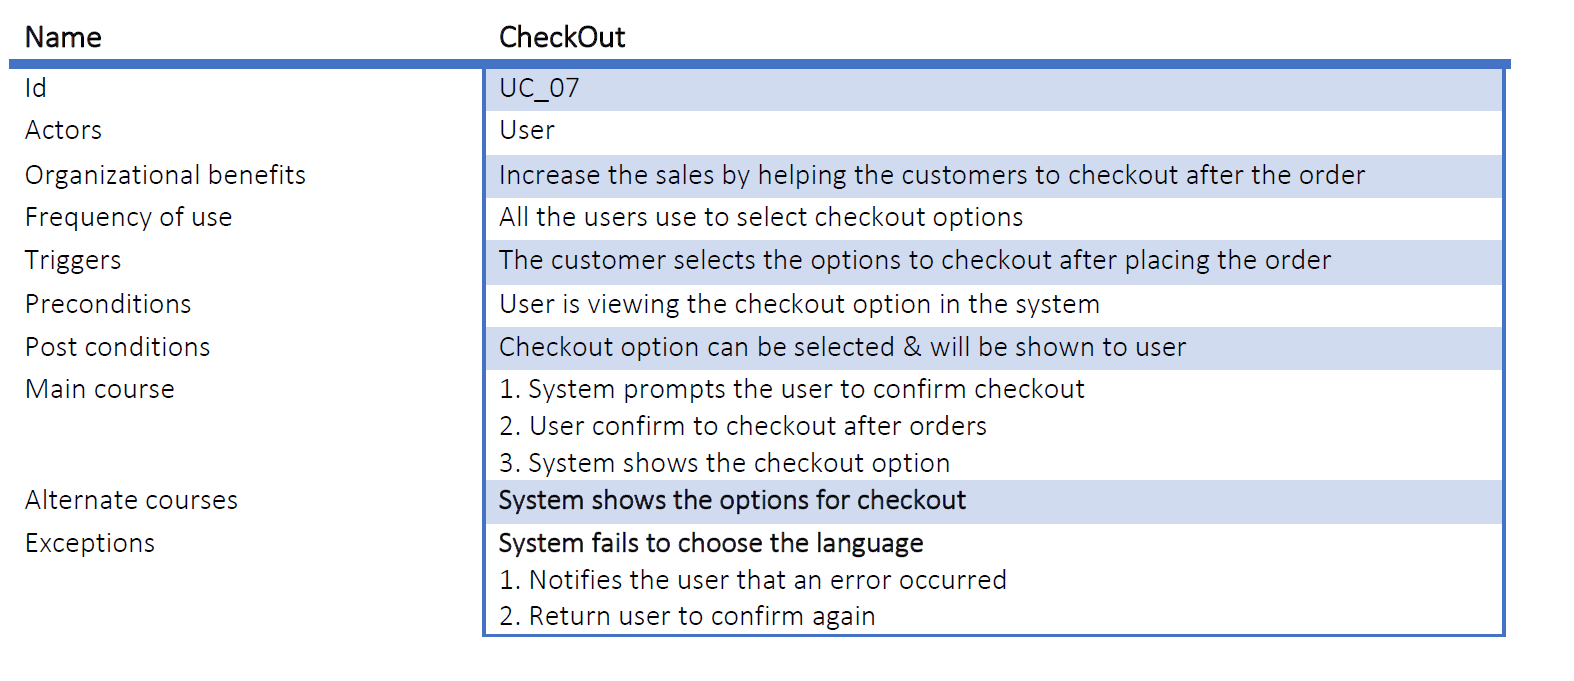 Name CheckOut
Id UC_07
Actors User
Organizational benefits Increase the sales by helping the customers to checkout after the order
Frequency of use All the users use to select checkout options
Triggers The customer selects the options to checkout after placing the order
Preconditions User is viewing the checkout option in the system
Post conditions Checkout option can be selected & will be shown to user
Main course 1. System prompts the user to confirm checkout
2. User confirm to checkout after orders
3. System shows the checkout option
Alternate courses System shows the options for checkout
Exceptions System fails to choose the language
1. Notifies the user that an error occurred
2. Return user to confirm again